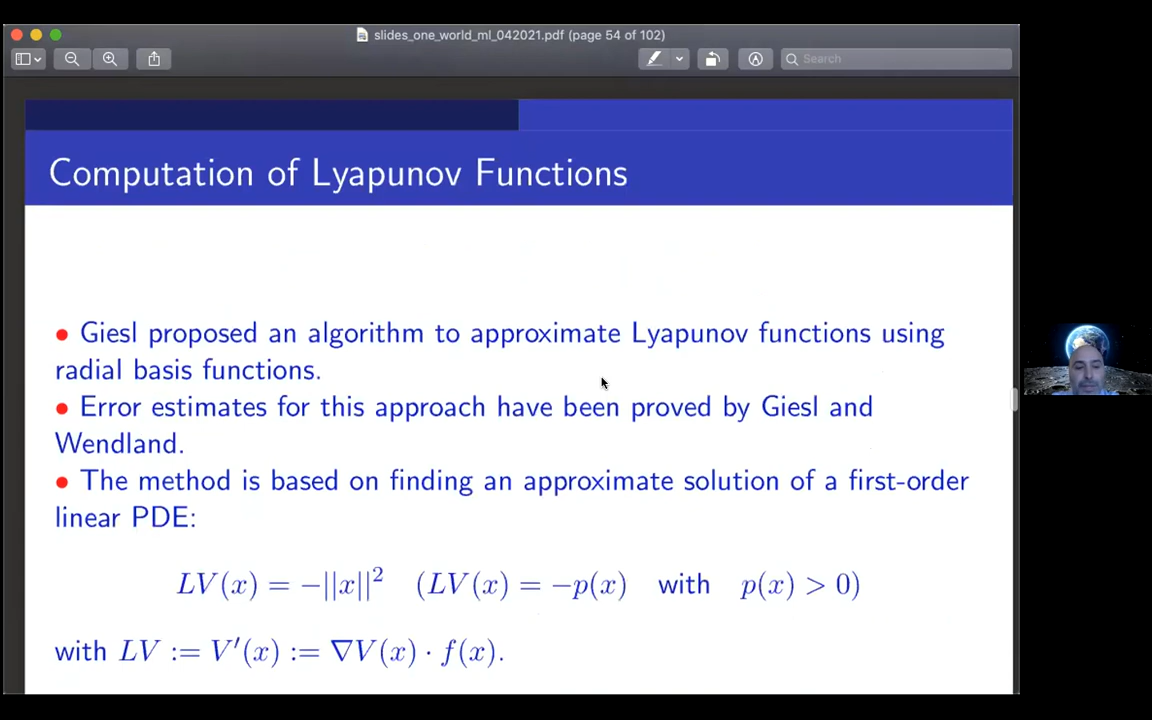 slides_one_world_ml_042021.pdf (page 54 of 102)
Search
Computation of Lyapunov Functions
• Giesl proposed an algorithm to approximate Lyapunov functions using
radial basis functions.
• Error estimates for this approach have been proved by Giesl and
Wendland.
• The method is based on finding an approximate solution of a first-order
linear PDE:
LV(x) = −||x||² (LV(x) = −p(x) with p(x) > 0)
with LV := V′(x) := ∇V(x) · f(x).